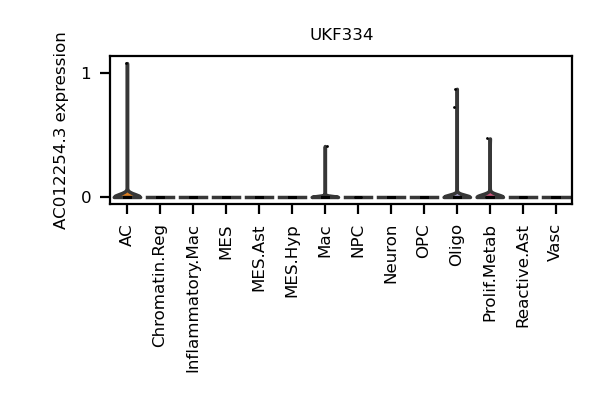 UKF334
AC012254.3 expression
1
0
AC
Chromatin.Reg
Inflammatory.Mac
MES
MES.Ast
MES.Hyp
Mac
NPC
Neuron
OPC
Oligo
Prolif.Metab
Reactive.Ast
Vasc